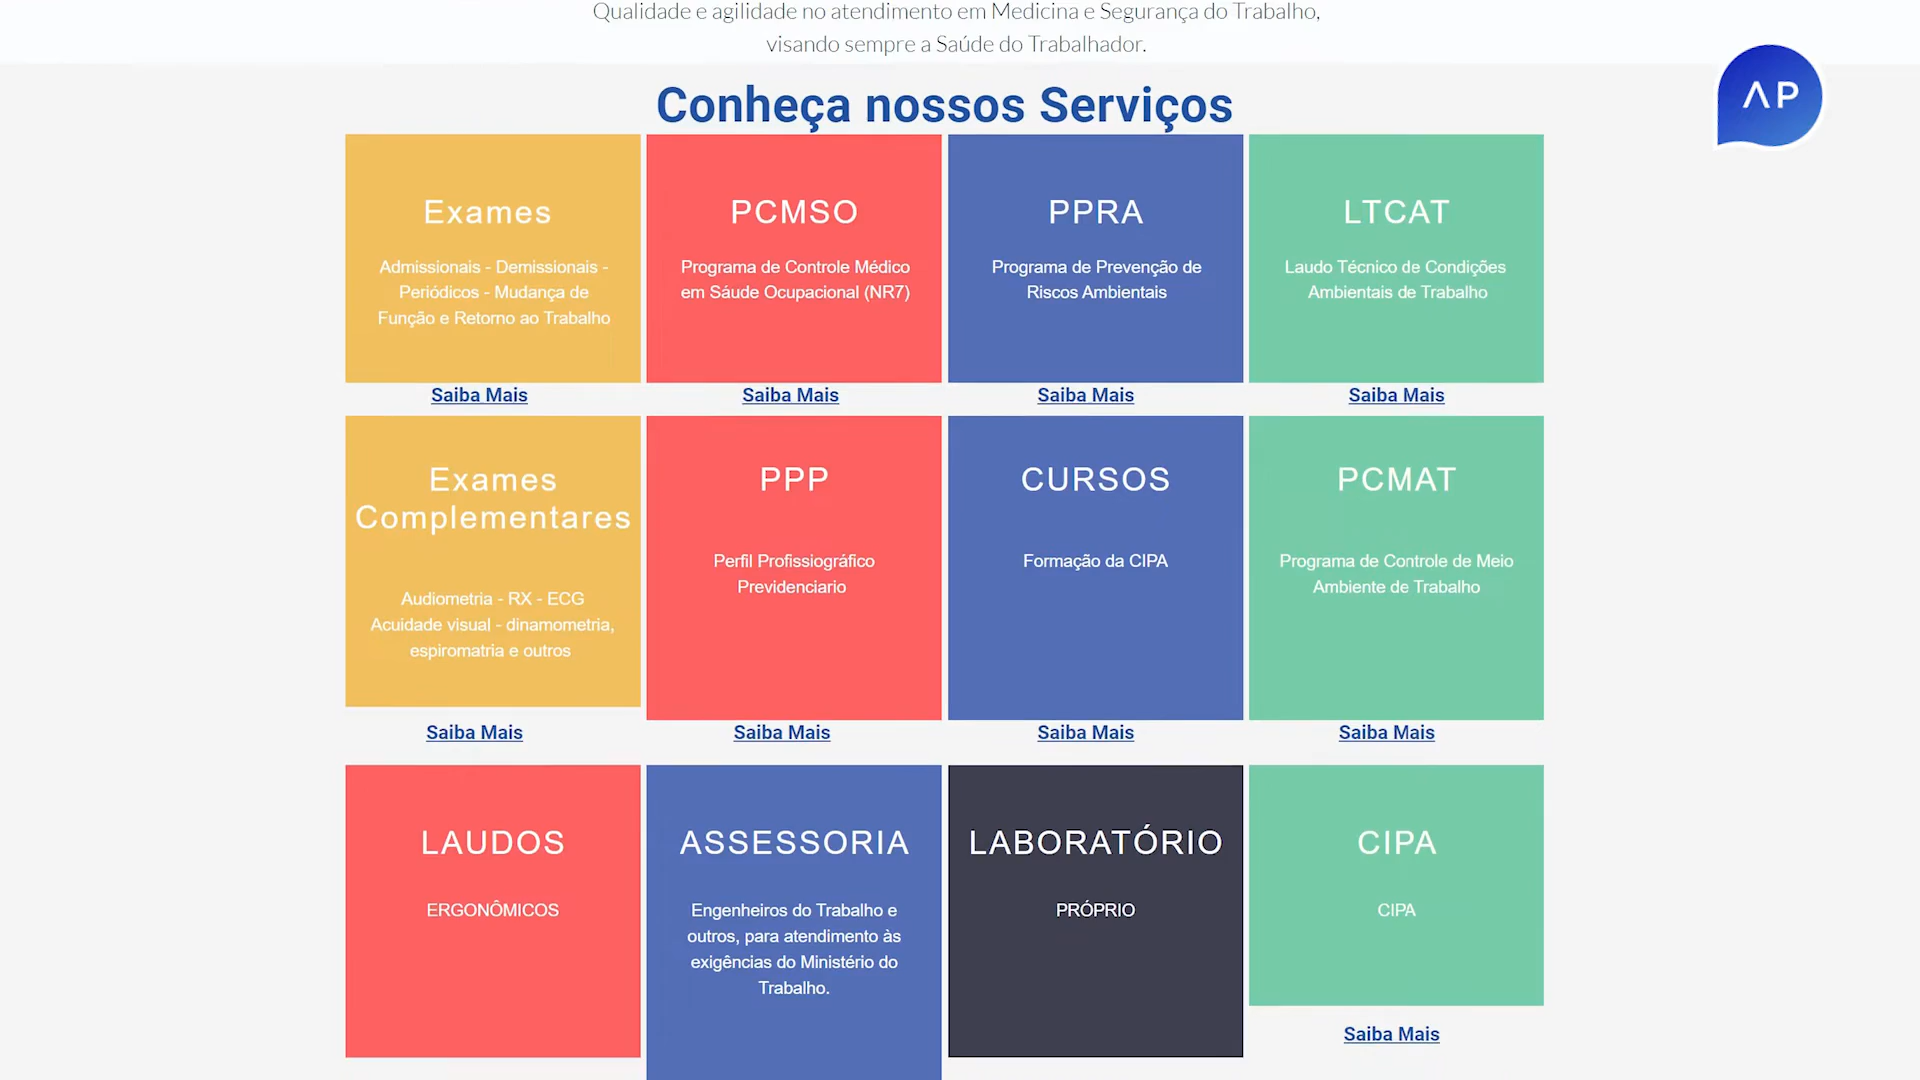 Qualidade e agilidade no atendimento em Medicina e Segurança do Trabalho,
visando sempre a Saúde do Trabalhador.
AP
Conheça nossos Serviços
Exames
Admissionais - Demissionais -
Periódicos - Mudança de
Função e Retorno ao Trabalho
Saiba Mais
PCMSO
Programa de Controle Médico
em Sáude Ocupacional (NR7)
Saiba Mais
PPRA
Programa de Prevenção de
Riscos Ambientais
Saiba Mais
LTCAT
Laudo Técnico de Condições
Ambientais de Trabalho
Saiba Mais
Exames
Complementares
Audiometria - RX - ECG
Acuidade visual - dinamometria,
espiromatria e outros
Saiba Mais
PPP
Perfil Profissiográfico
Previdenciario
Saiba Mais
CURSOS
Formação da CIPA
Saiba Mais
PCMAT
Programa de Controle de Meio
Ambiente de Trabalho
Saiba Mais
LAUDOS
ERGONÔMICOS
ASSESSORIA
Engenheiros do Trabalho e
outros, para atendimento às
exigências do Ministério do
Trabalho.
LABORATÓRIO
PRÓPRIO
CIPA
CIPA
Saiba Mais